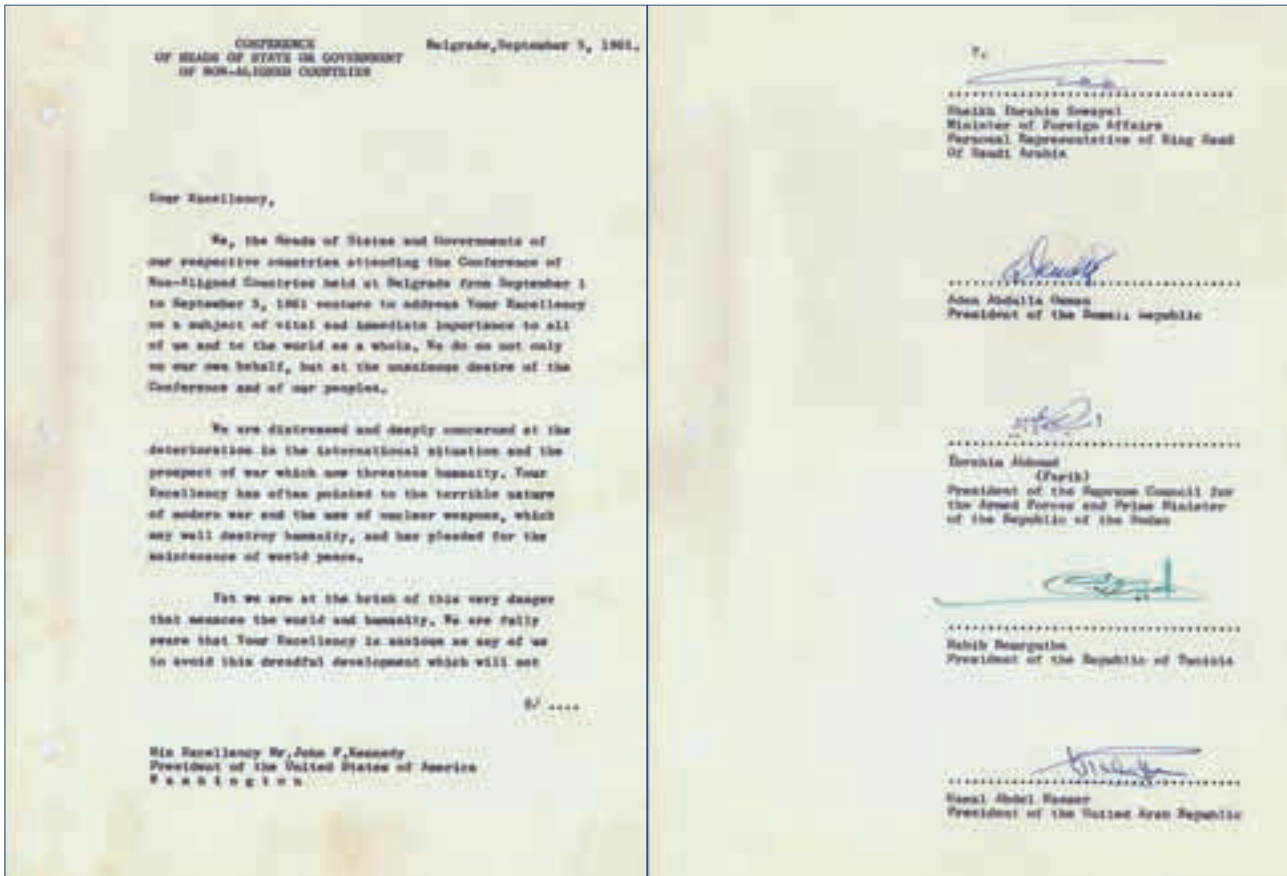 CONFERENCE
OF HEADS OF STATE OR GOVERNMENT
OF NON-ALIGNED COUNTRIES
Belgrade, September 5, 1961.
Your Excellency,
We, the Heads of States and Governments of
our respective countries attending the Conference of
Non-Aligned Countries held at Belgrade from September 1
to September 5, 1961 venture to address Your Excellency
on a subject of vital and immediate importance to all
of us and to the world as a whole. We do so not only
on our own behalf, but at the unanimous desire of the
Conference and of our peoples.
We are distressed and deeply concerned at the
deterioration in the international situation and the
prospect of war which now threatens humanity. Your
Excellency has often pointed to the terrible nature
of modern war and the use of nuclear weapons, which
may well destroy humanity, and has pleaded for the
maintenance of world peace.
Yet we are at the brink of this very danger
that menaces the world and humanity. We are fully
aware that Your Excellency is anxious as any of us
to avoid this dreadful development which will not
2/ ....
His Excellency Mr.John F.Kennedy
President of the United States of America
W a s h i n g t o n
7.
Sheikh Ibrahim Sowayel
Minister of Foreign Affairs
Personal Representative of King Saud
Of Saudi Arabia
Aden Abdulla Osman
President of the Somali Republic
Ibrahim Abboud
(Farik)
President of the Supreme Council for
the Armed Forces and Prime Minister
of the Republic of the Sudan
Habib Bourguiba
President of the Republic of Tunisia
Gamal Abdel Nasser
President of the United Arab Republic